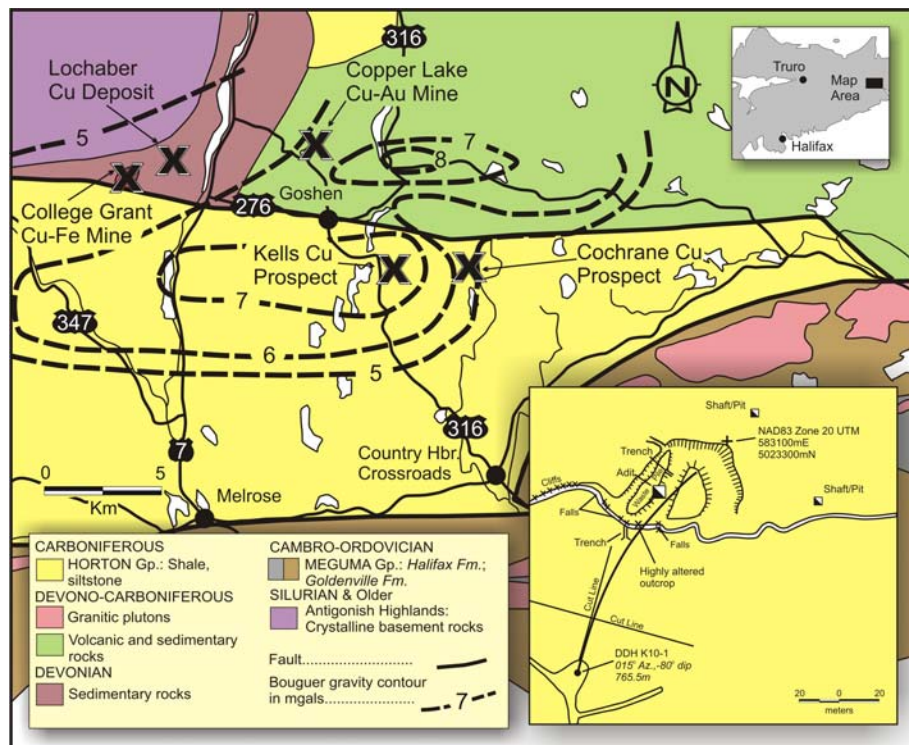 316
Lochaber
Cu Deposit
Copper Lake
Cu-Au Mine
N
Truro
Map
Area
Halifax
5
7
8
276
Goshen
College Grant
Cu-Fe Mine
Kells Cu
Prospect
Cochrane Cu
Prospect
7
347
6
5
316
7
Country Hbr.
Crossroads
Melrose
0 5
Km
Shaft/Pit
NAD83 Zone 20 UTM
583100mE
5023300mN
Trench
Adit
Waste Pile
Cliffs
Shaft/Pit
Falls
Trench
Falls
Highly altered
outcrop
Cut Line
Cut Line
DDH K10-1
015° Az.,-80° dip
765.5m
20 0 20
meters
CARBONIFEROUS
HORTON Gp.: Shale,
siltstone
DEVONO-CARBONIFEROUS
Granitic plutons
Volcanic and sedimentary
rocks
DEVONIAN
Sedimentary rocks
CAMBRO-ORDOVICIAN
MEGUMA Gp.: Halifax Fm.;
Goldenville Fm.
SILURIAN & Older
Antigonish Highlands:
Crystalline basement rocks
Fault
Bouguer gravity contour
in mgals
7